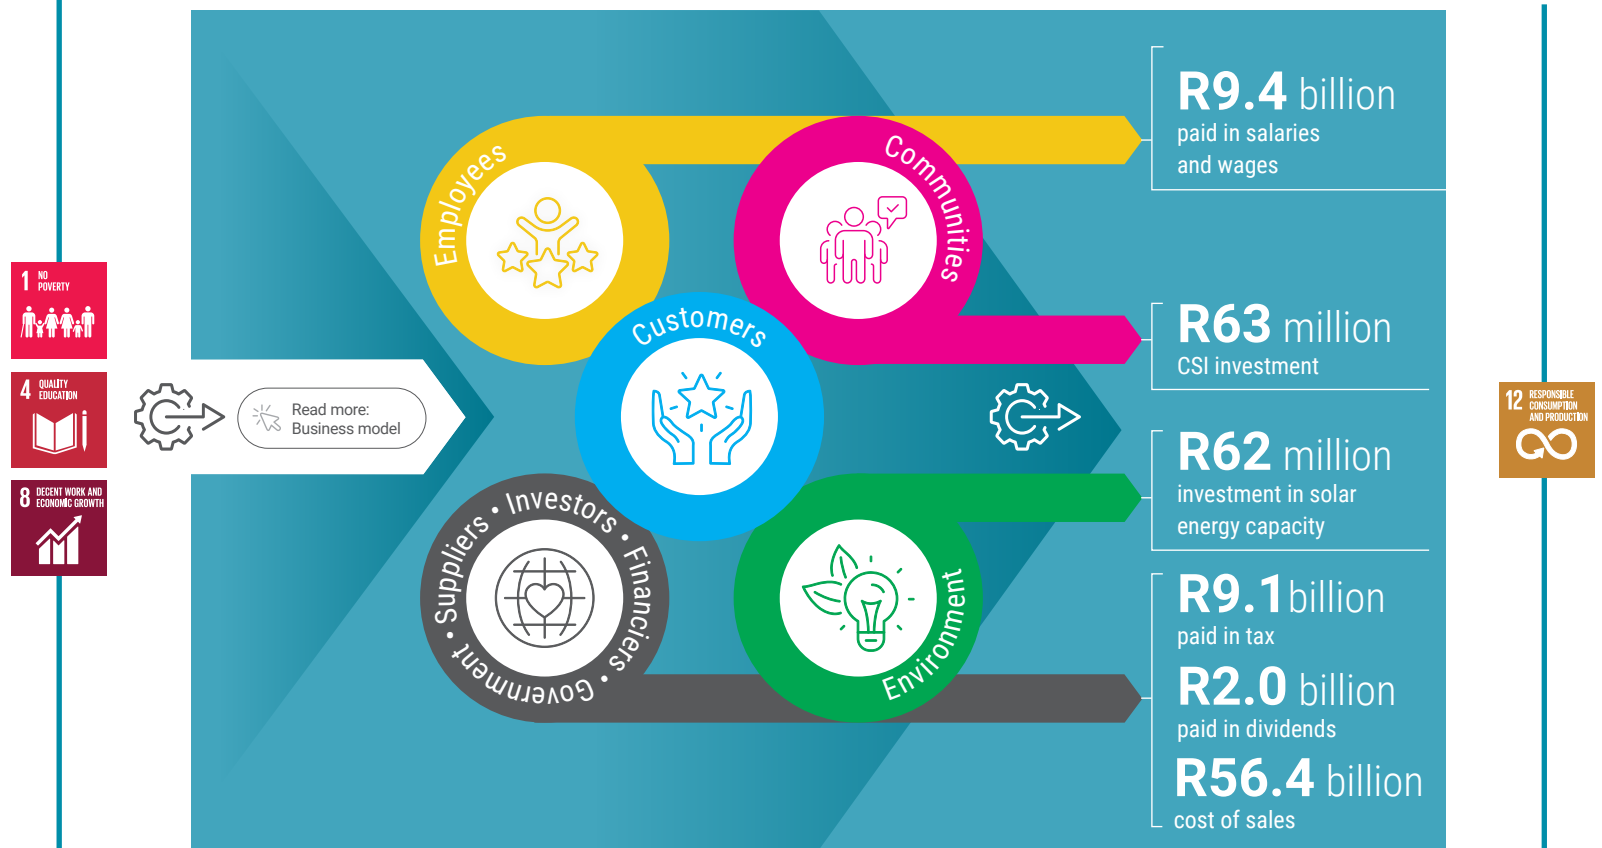 1 NO
POVERTY
4 QUALITY
EDUCATION
8 DECENT WORK AND
ECONOMIC GROWTH
Read more:
Business model
Employees
Communities
Customers
Suppliers • Investors • Financiers • Government •
Environment
R9.4 billion
paid in salaries
and wages
R63 million
CSI investment
R62 million
investment in solar
energy capacity
R9.1 billion
paid in tax
R2.0 billion
paid in dividends
R56.4 billion
cost of sales
12 RESPONSIBLE
CONSUMPTION
AND PRODUCTION